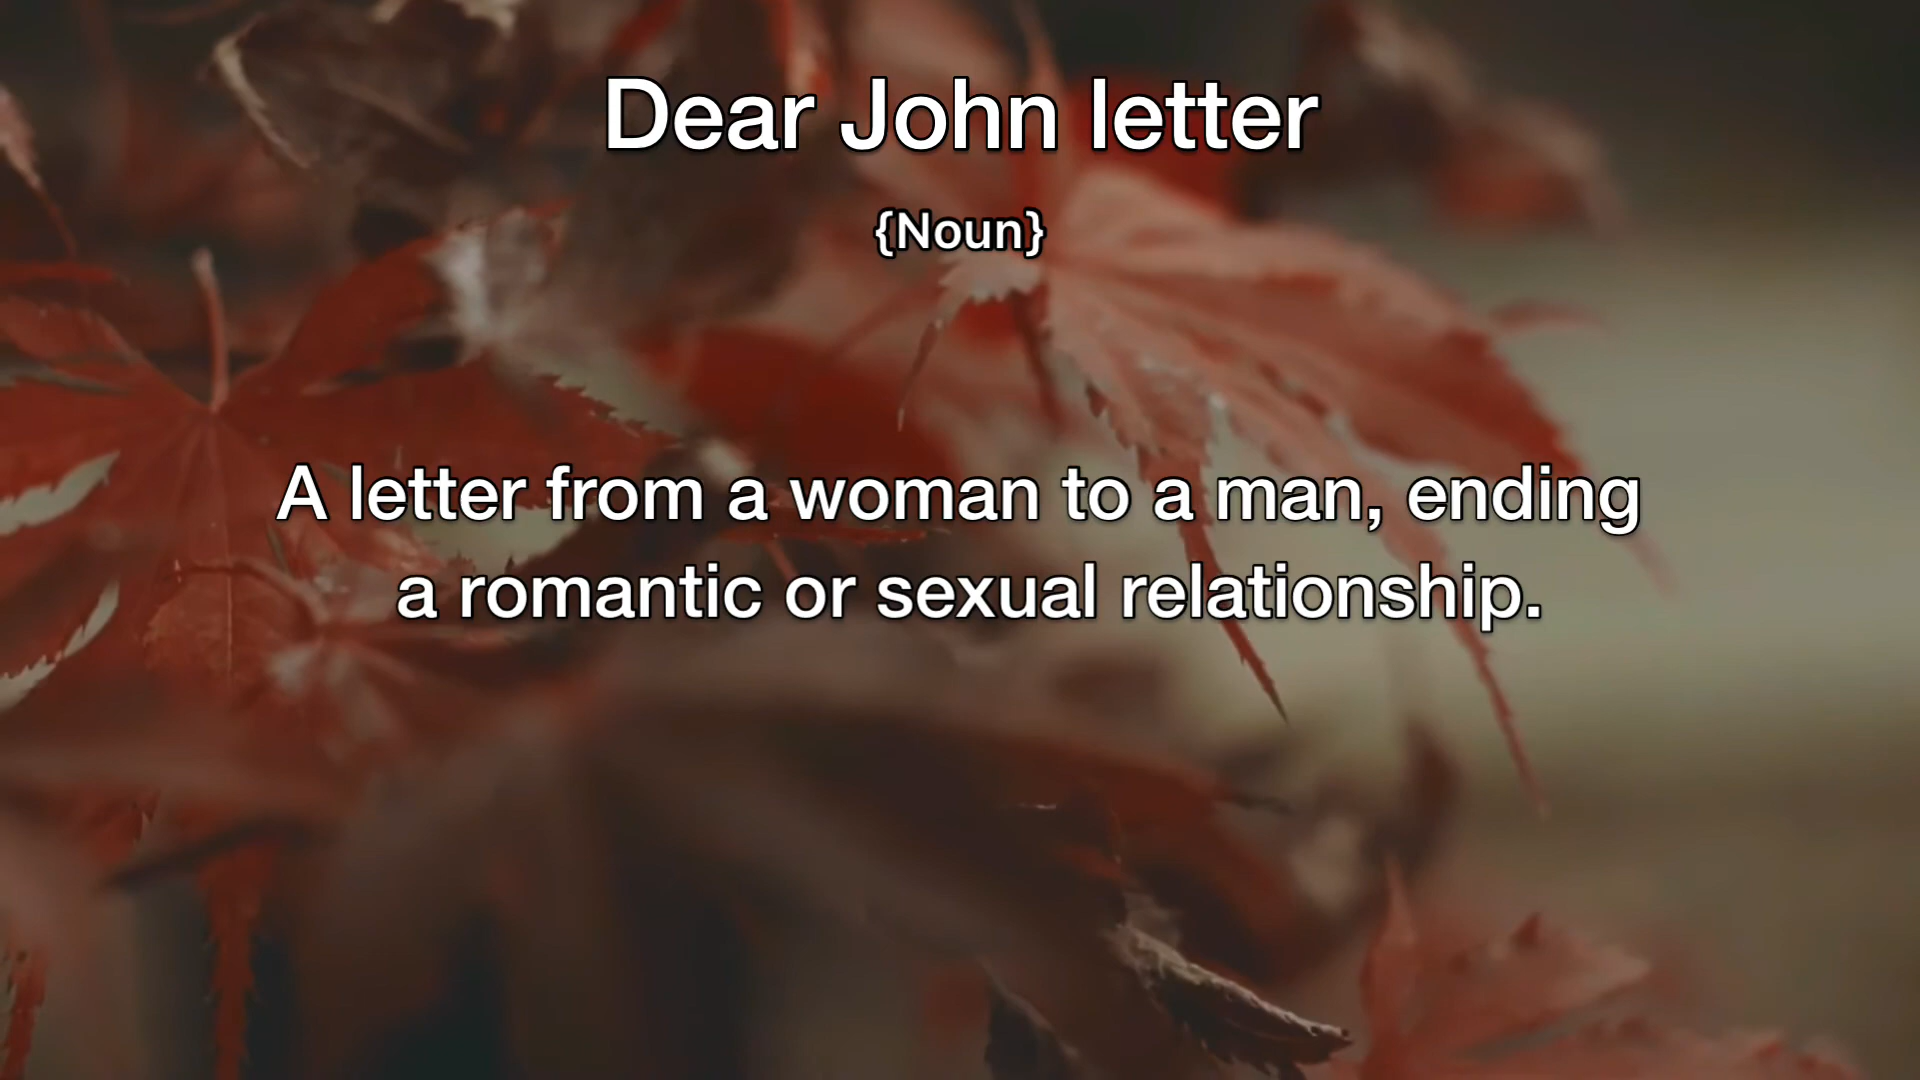 Dear John letter
{Noun}
A letter from a woman to a man, ending
a romantic or sexual relationship.